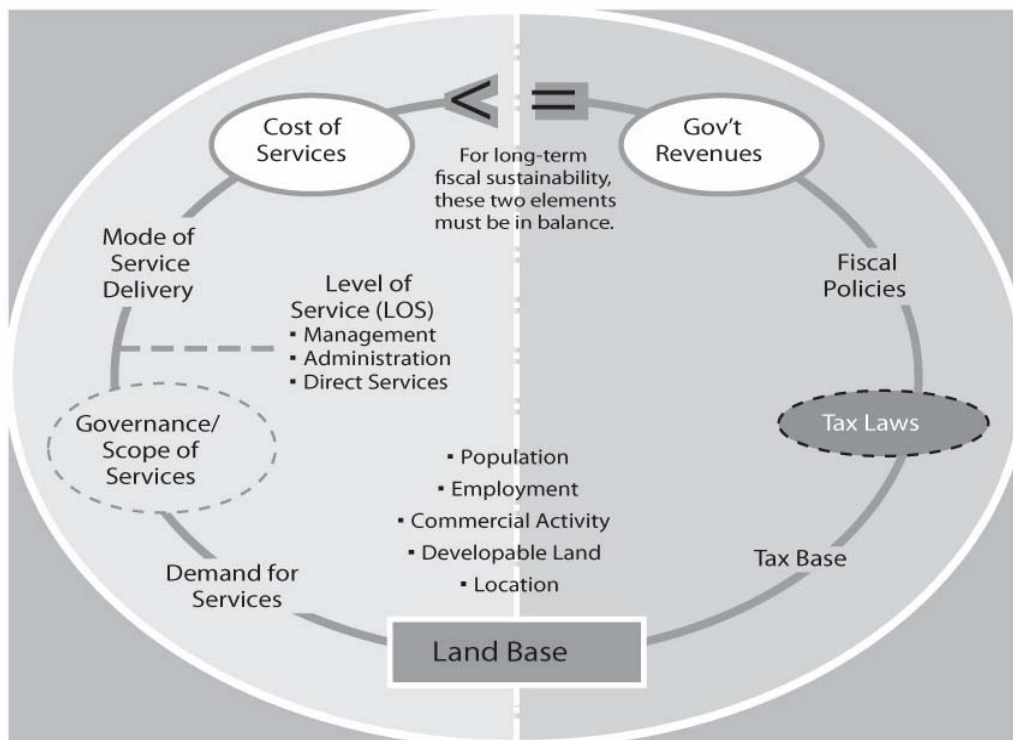 Cost of
Services
<
=
Gov't
Revenues
For long-term
fiscal sustainability,
these two elements
must be in balance.
Mode of
Service
Delivery
Level of
Service (LOS)
▪ Management
▪ Administration
▪ Direct Services
Fiscal
Policies
Governance/
Scope of
Services
Tax Laws
▪ Population
▪ Employment
▪ Commercial Activity
▪ Developable Land
▪ Location
Demand for
Services
Tax Base
Land Base